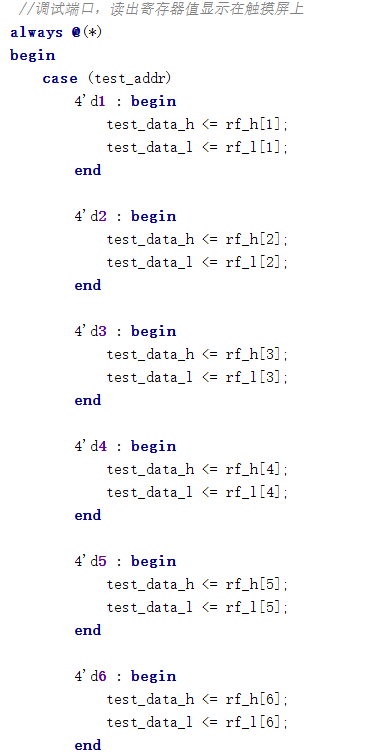 //调试端口，读出寄存器值显示在触摸屏上
always @(*)
begin
    case (test_addr)
        4'd1 : begin
            test_data_h <= rf_h[1];
            test_data_l <= rf_l[1];
        end

        4'd2 : begin
            test_data_h <= rf_h[2];
            test_data_l <= rf_l[2];
        end

        4'd3 : begin
            test_data_h <= rf_h[3];
            test_data_l <= rf_l[3];
        end

        4'd4 : begin
            test_data_h <= rf_h[4];
            test_data_l <= rf_l[4];
        end

        4'd5 : begin
            test_data_h <= rf_h[5];
            test_data_l <= rf_l[5];
        end

        4'd6 : begin
            test_data_h <= rf_h[6];
            test_data_l <= rf_l[6];
        end